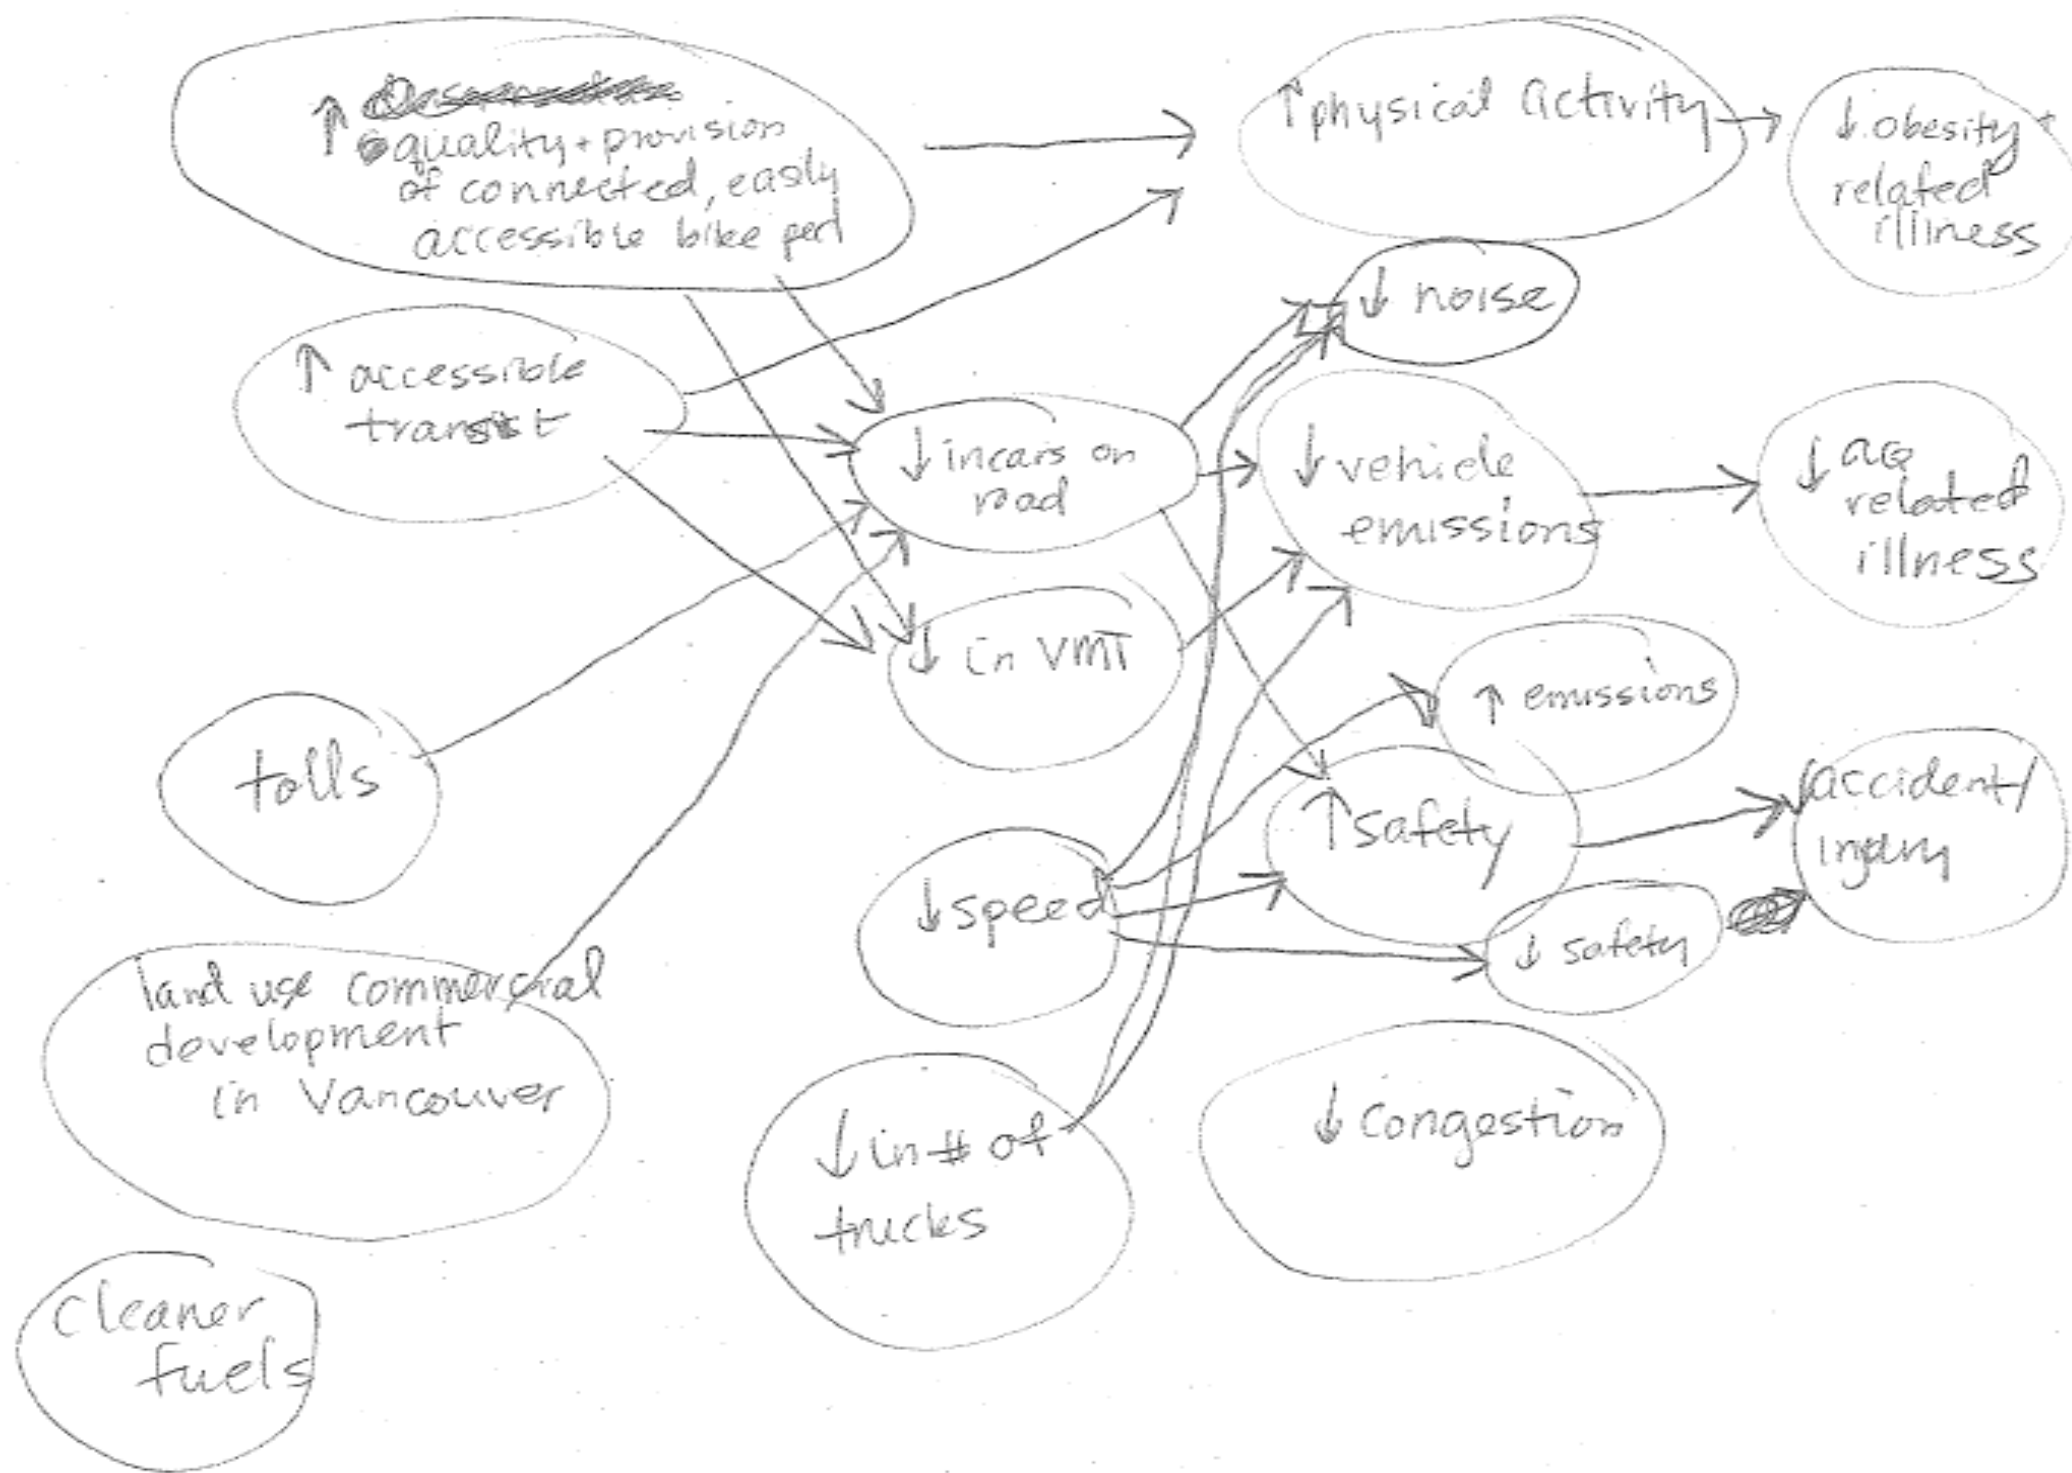 ↑ quality + provision
of connected, easily
accessible bike ped
↑ physical activity
↓ obesity
related
illness
↓ noise
↑ accessible
transit
↓ in cars on
road
↓ vehicle
emissions
↓ aq
related
illness
↓ in VMT
↑ emissions
tolls
↑ safety
↓ accident/
injury
↓ speed
↓ safety
land use commercial
development
in Vancouver
↓ in # of
trucks
↓ congestion
cleaner
fuels